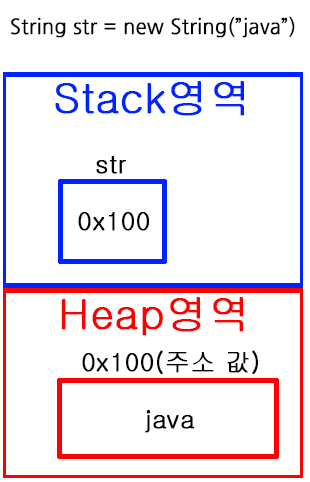 String str = new String(”java”)
Stack영역
str
0x100
Heap영역
0x100(주소 값)
java